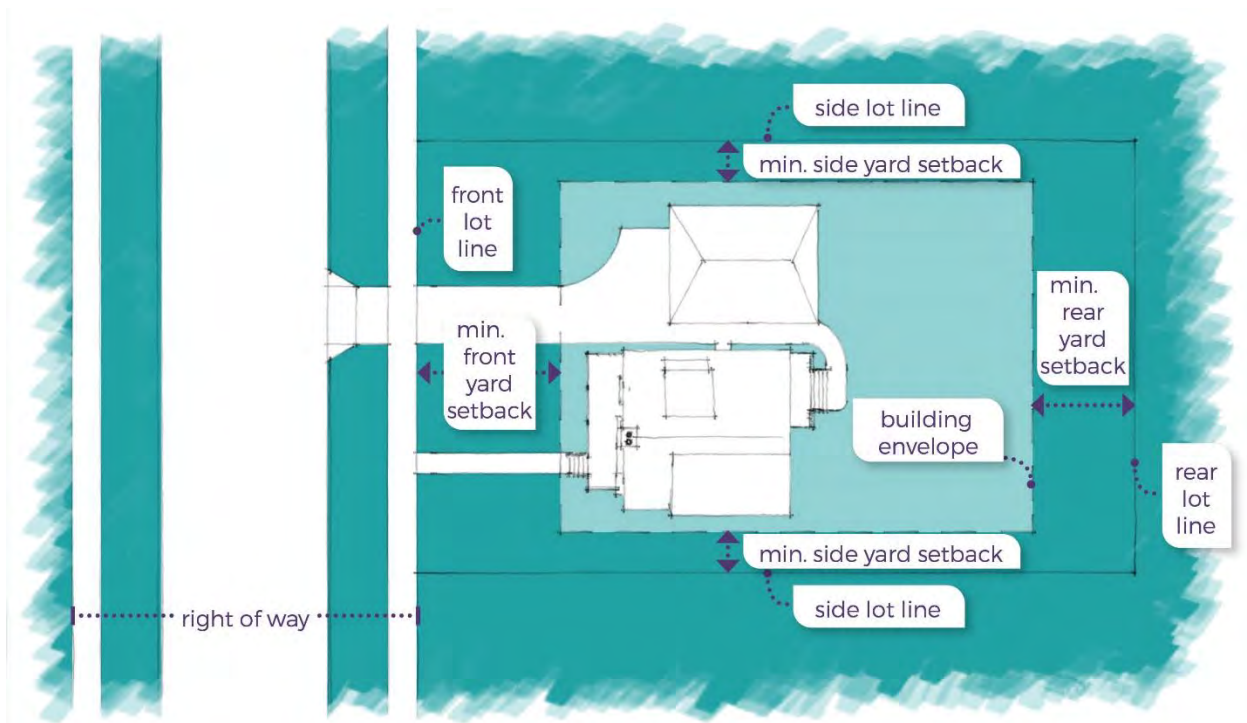 side lot line
min. side yard setback
front
lot
line
min.
front
yard
setback
min.
rear
yard
setback
building
envelope
rear
lot
line
min. side yard setback
side lot line
right of way